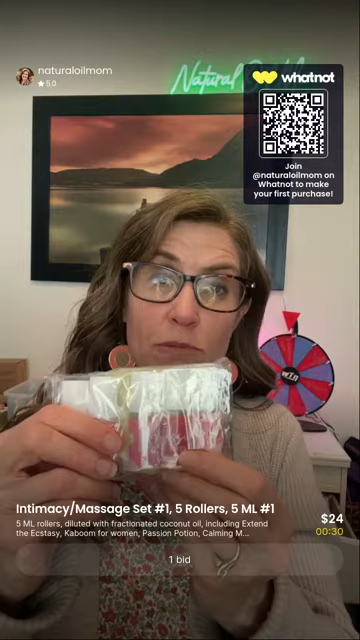 naturaloilmom
★ 5.0
Natural
whatnot
Join
@naturaloilmom on
Whatnot to make
your first purchase!
win
Intimacy/Massage Set #1, 5 Rollers, 5 ML #1
5 ML rollers, diluted with fractionated coconut oil, including Extend
the Ecstasy, Kaboom for women, Passion Potion, Calming M...
$24
00:30
1 bid